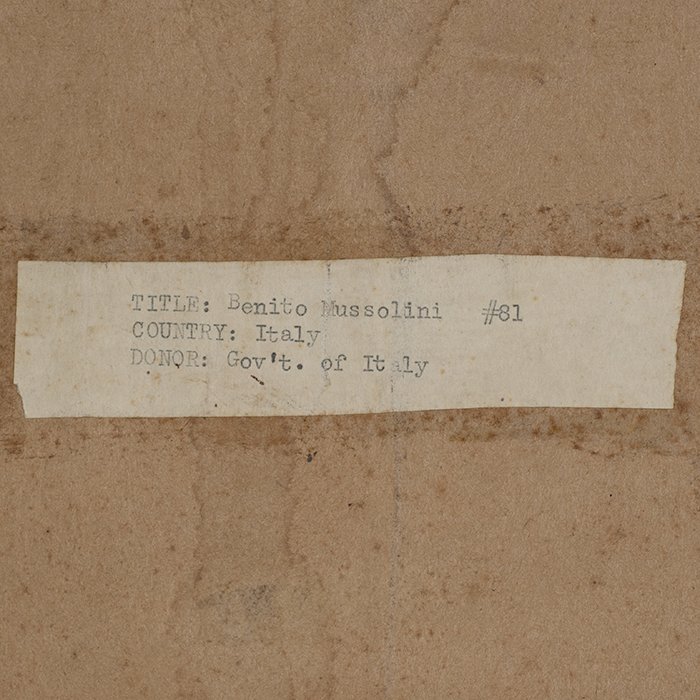 TITLE: Benito Mussolini #81
COUNTRY: Italy
DONOR: Gov't. of Italy